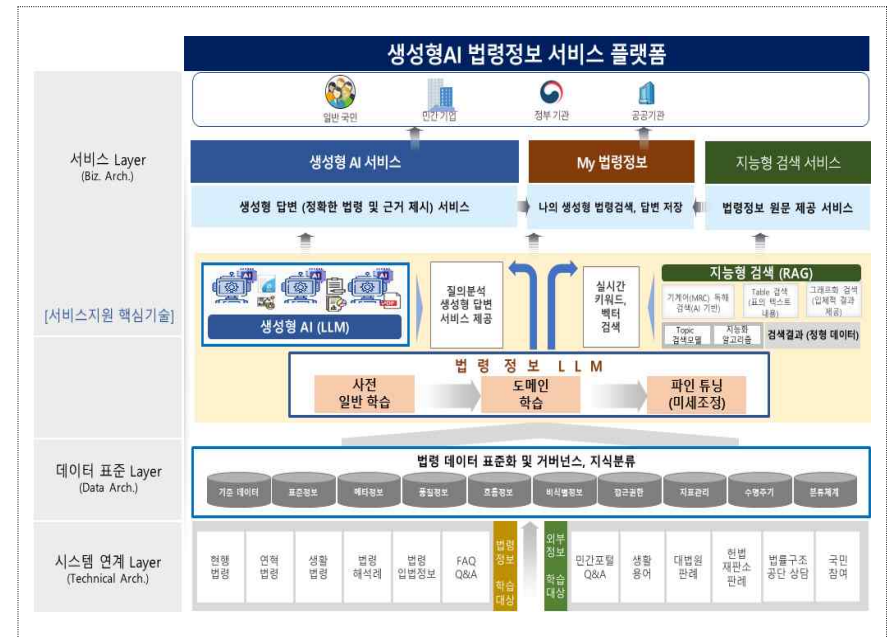 생성형AI 법령정보 서비스 플랫폼
일반 국민
민간 기업
정부 기관
공공기관
서비스 Layer
(Biz. Arch.)
생성형 AI 서비스
My 법령정보
지능형 검색 서비스
생성형 답변 (정확한 법령 및 근거 제시) 서비스
나의 생성형 법령검색, 답변 저장
법령정보 원문 제공 서비스
[서비스지원 핵심기술]
AI
AI
AI
생성형 AI (LLM)
질의분석
생성형 답변
서비스 제공
실시간
키워드,
벡터
검색
지능형 검색 (RAG)
기계어(MRC) 독해
검색(AI 기반)
Table 검색
(표의 텍스트
내용)
그래프화 검색
(입체적 결과
제공)
Topic
검색모델
지능화
알고리즘
검색결과 (정형 데이터)
법 령 정 보 L L M
사전
일반 학습
도메인
학습
파인 튜닝
(미세조정)
데이터 표준 Layer
(Data Arch.)
법령 데이터 표준화 및 거버넌스, 지식분류
기준 데이터
표준정보
메타정보
품질정보
흐름정보
비식별정보
접근권한
지표관리
수명주기
분류체계
시스템 연계 Layer
(Technical Arch.)
현행
법령
연혁
법령
생활
법령
법령
해석례
법령
입법정보
FAQ
Q&A
법령
정보
학습
대상
외부
정보
학습
대상
민간포털
Q&A
생활
용어
대법원
판례
헌법
재판소
판례
법률구조
공단 상담
국민
참여